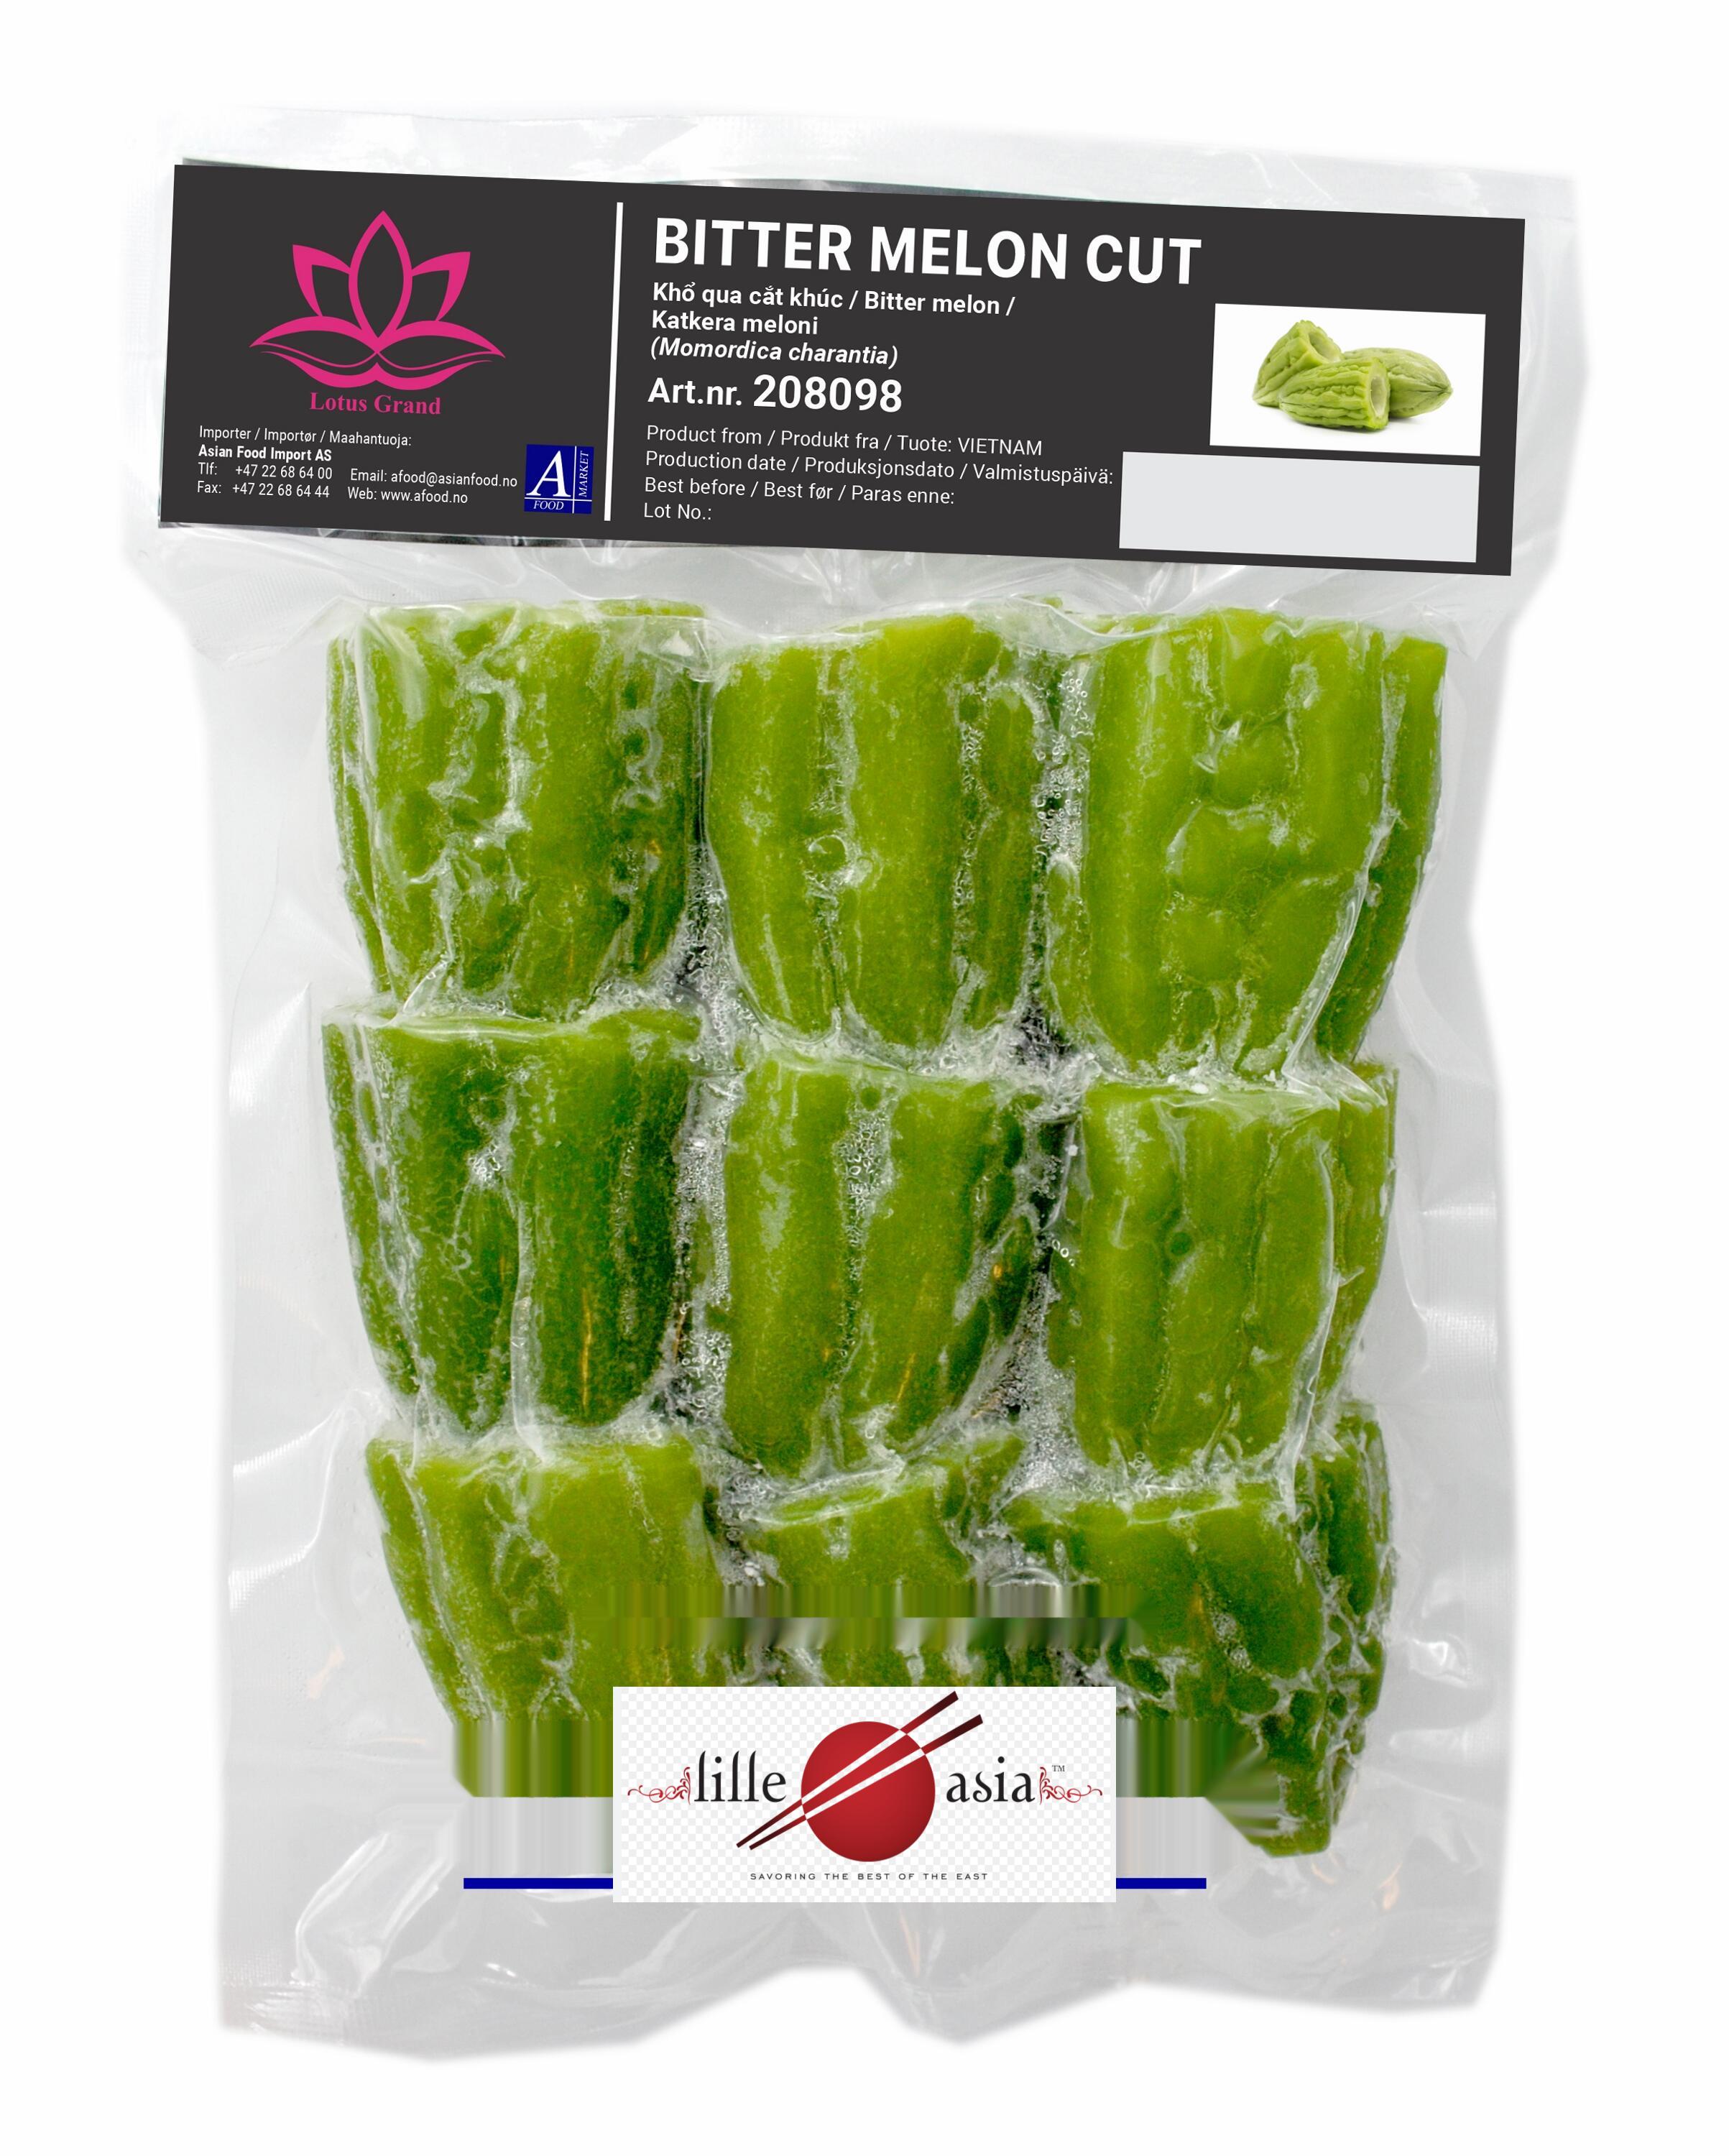 Lotus Grand
Importer / Importør / Maahantuoja:
Asian Food Import AS
Tlf: +47 22 68 64 00 Email: afood@asianfood.no
Fax: +47 22 68 64 44 Web: www.afood.no
A
FOOD
MARKET
BITTER MELON CUT
Khổ qua cắt khúc / Bitter melon /
Katkera meloni
(Momordica charantia)
Art.nr. 208098
Product from / Produkt fra / Tuote: VIETNAM
Production date / Produksjonsdato / Valmistuspäivä:
Best before / Best før / Paras enne:
Lot No.:
lille asia ™
SAVORING THE BEST OF THE EAST